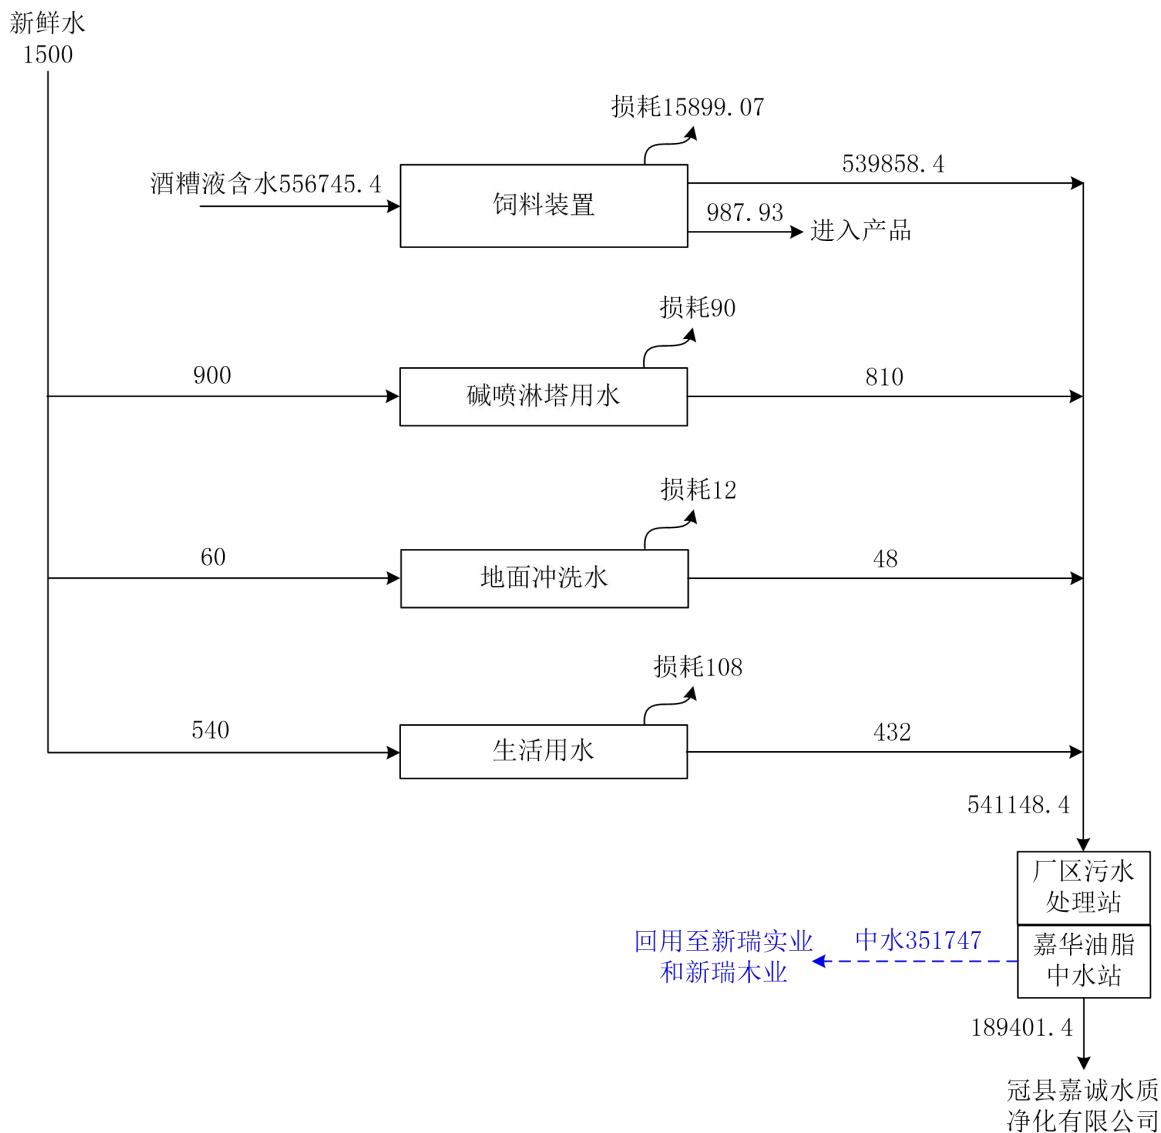 新鲜水
1500
损耗15899.07
酒糟液含水556745.4
饲料装置
539858.4
987.93
进入产品
损耗90
900
碱喷淋塔用水
810
损耗12
60
地面冲洗水
48
损耗108
540
生活用水
432
541148.4
厂区污水
处理站
回用至新瑞实业
和新瑞木业
中水351747
嘉华油脂
中水站
189401.4
冠县嘉诚水质
净化有限公司